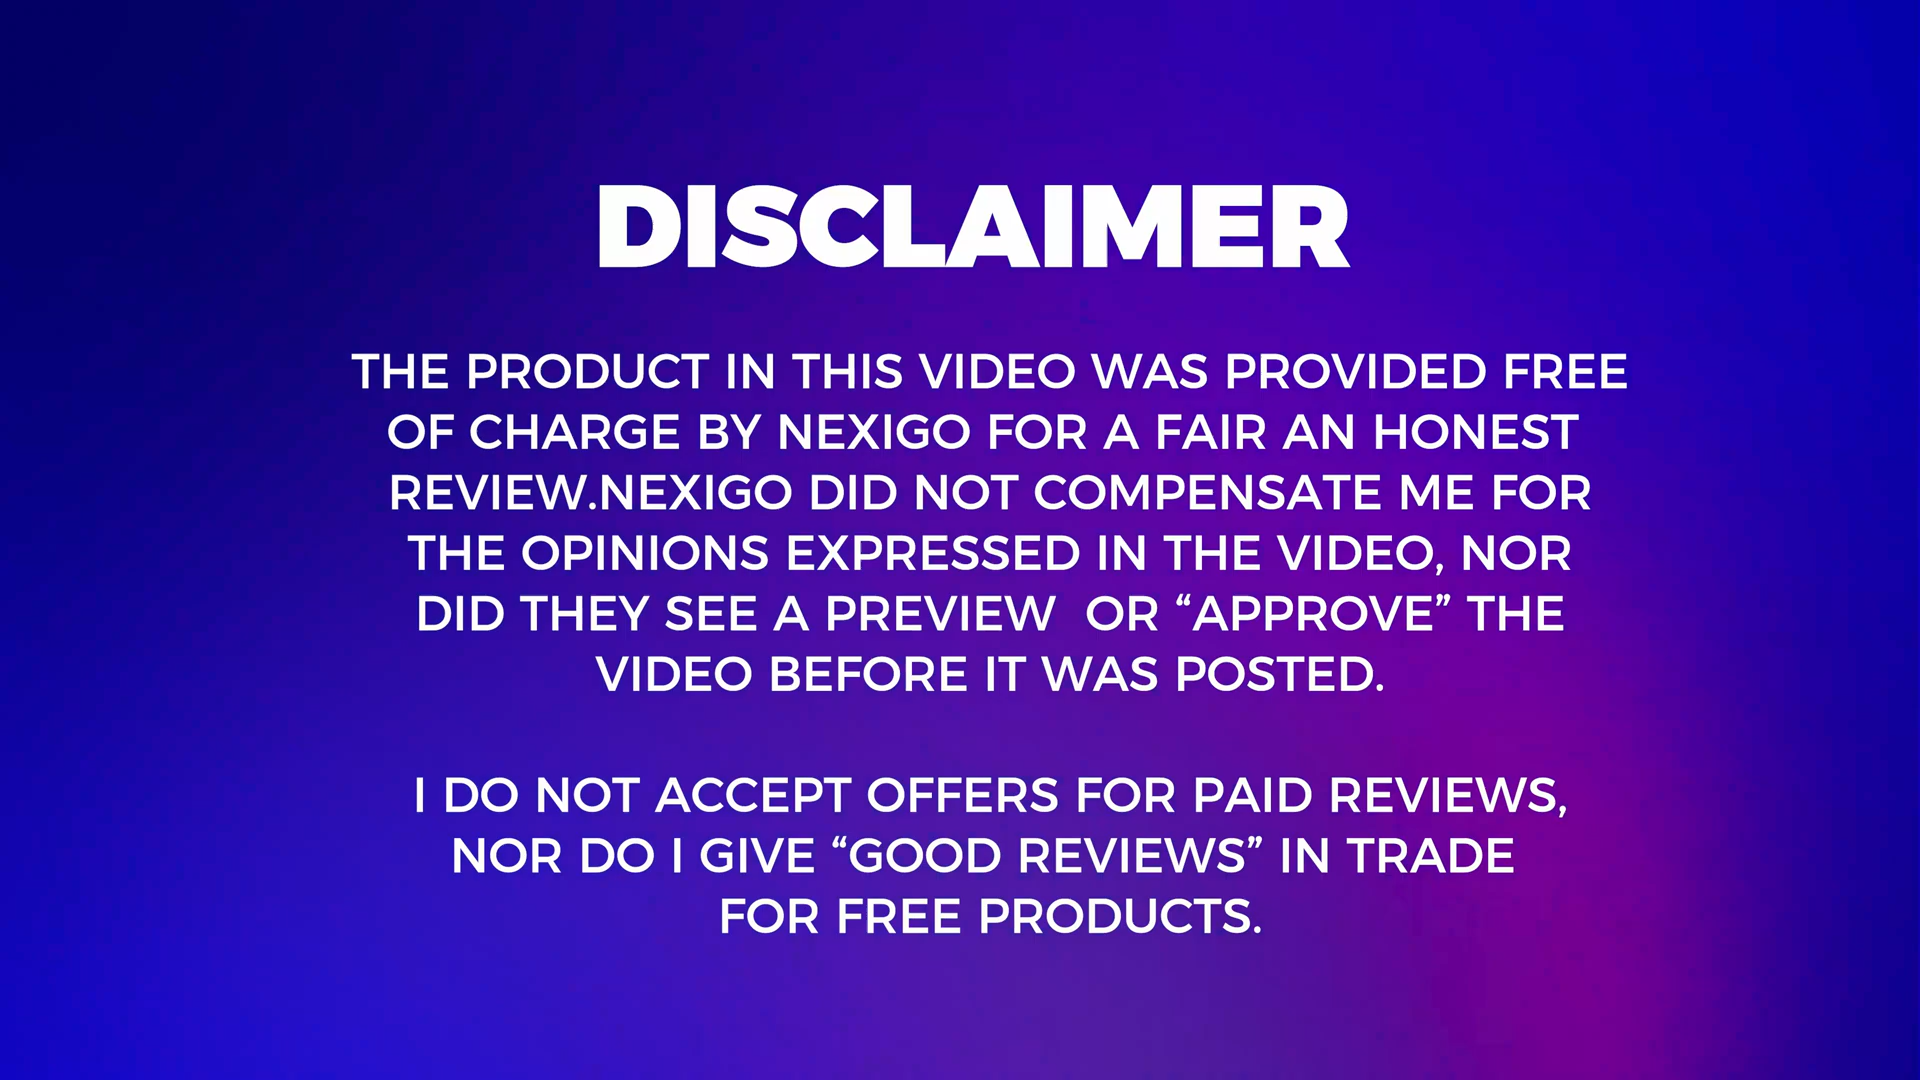 DISCLAIMER
THE PRODUCT IN THIS VIDEO WAS PROVIDED FREE
OF CHARGE BY NEXIGO FOR A FAIR AN HONEST
REVIEW.NEXIGO DID NOT COMPENSATE ME FOR
THE OPINIONS EXPRESSED IN THE VIDEO, NOR
DID THEY SEE A PREVIEW  OR “APPROVE” THE
VIDEO BEFORE IT WAS POSTED.
I DO NOT ACCEPT OFFERS FOR PAID REVIEWS,
NOR DO I GIVE “GOOD REVIEWS” IN TRADE
FOR FREE PRODUCTS.